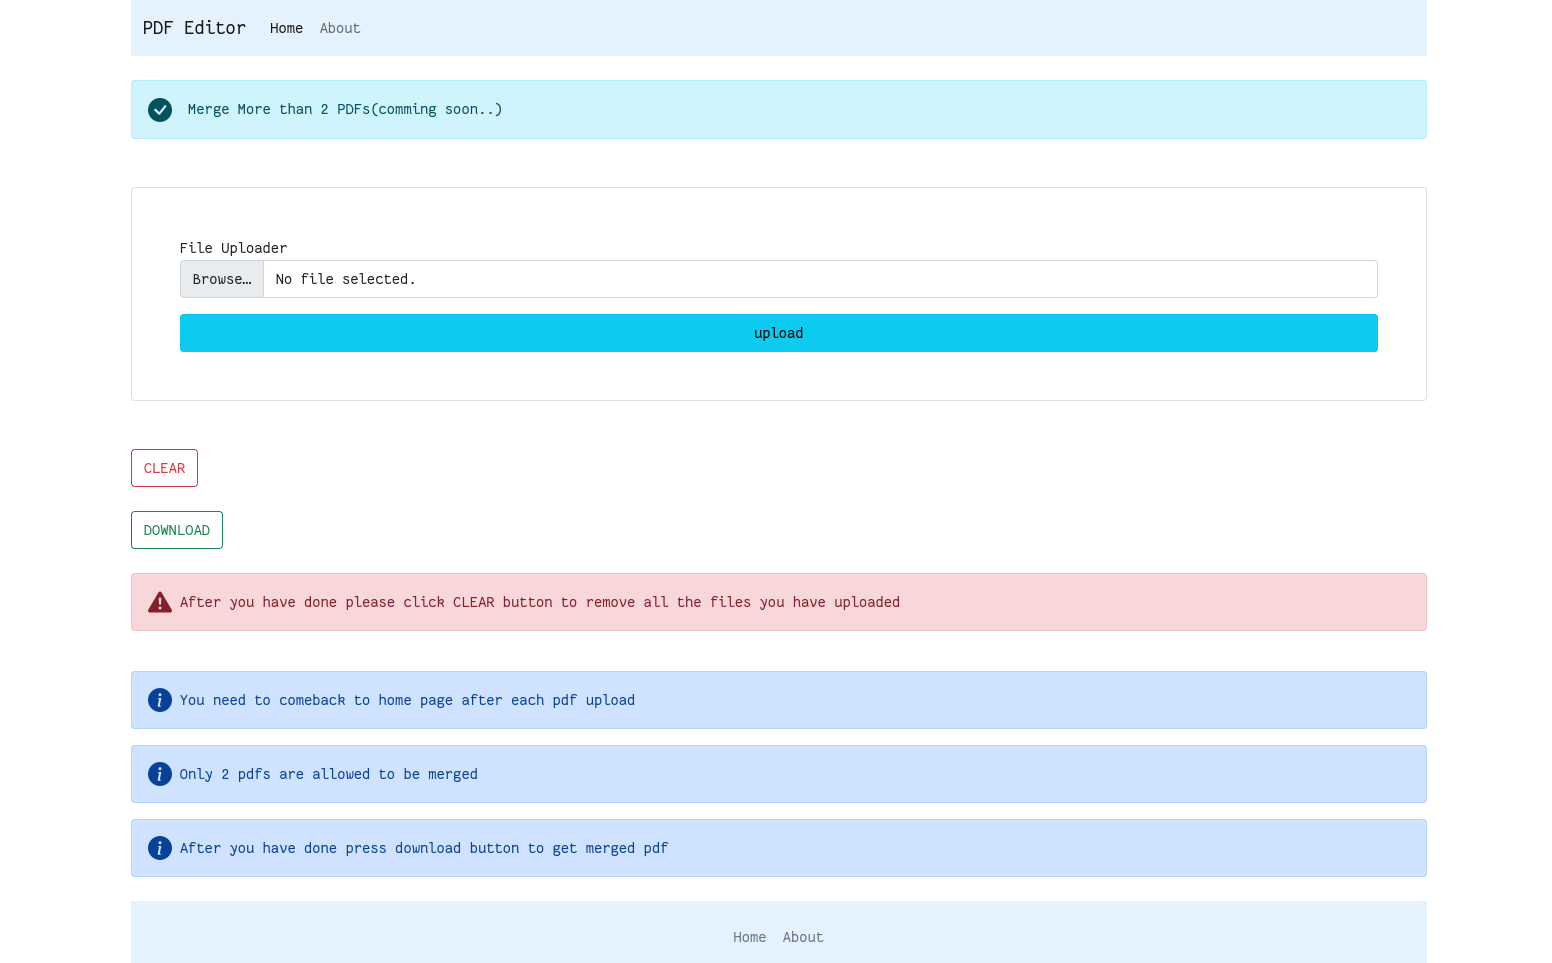 PDF Editor Home About
Merge More than 2 PDFs(comming soon..)
File Uploader
Browse… No file selected.
upload
CLEAR
DOWNLOAD
After you have done please click CLEAR button to remove all the files you have uploaded
You need to comeback to home page after each pdf upload
Only 2 pdfs are allowed to be merged
After you have done press download button to get merged pdf
Home About